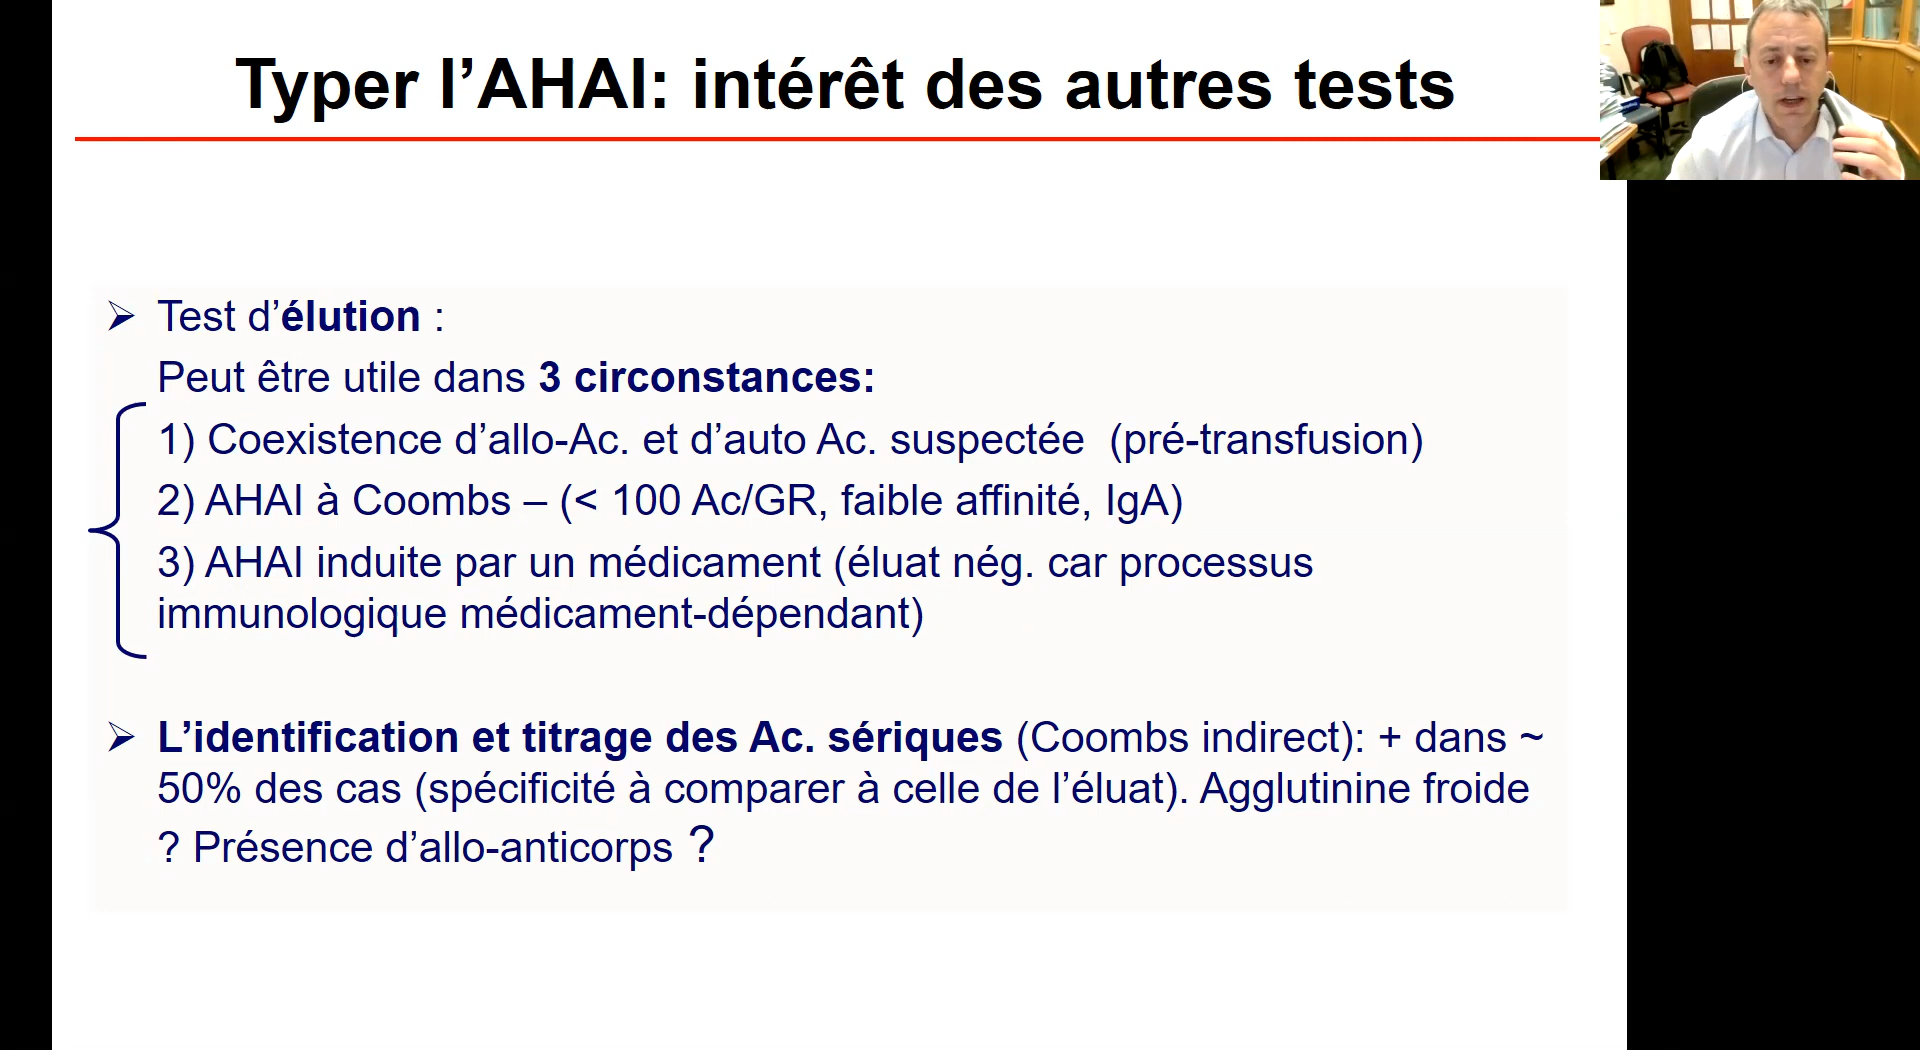 Typer l’AHAI: intérêt des autres tests
➢ Test d’élution :
Peut être utile dans 3 circonstances:
1) Coexistence d’allo-Ac. et d’auto Ac. suspectée (pré-transfusion)
2) AHAI à Coombs – (< 100 Ac/GR, faible affinité, IgA)
3) AHAI induite par un médicament (éluat nég. car processus
immunologique médicament-dépendant)
➢ L’identification et titrage des Ac. sériques (Coombs indirect): + dans ~
50% des cas (spécificité à comparer à celle de l’éluat). Agglutinine froide
? Présence d’allo-anticorps ?